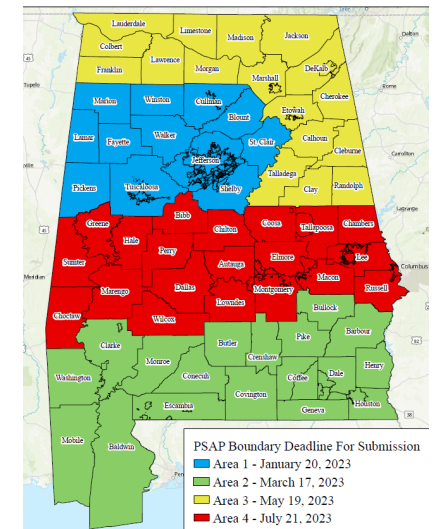 Dalton
Lauderdale
Limestone
Madison
Jackson
Colbert
Lawrence
Franklin
Morgan
DeKalb
Marshall
Tupelo
Rome
Cherokee
Marion
Winston
Cullman
Etowah
Blount
Walker
St. Clair
Calhoun
Lamar
Fayette
Jefferson
Cleburne
Carrollton
Talladega
Pickens
Tuscaloosa
Shelby
Clay
Randolph
Bibb
Lagrange
Greene
Chilton
Coosa
Tallapoosa
Chambers
Hale
Perry
Elmore
Lee
Sumter
Autauga
Columbus
Meridian
Macon
Dallas
Montgomery
Russell
Marengo
Lowndes
Bullock
Choctaw
Wilcox
Barbour
Clarke
Butler
Pike
Monroe
Crenshaw
Henry
Washington
Conecuh
Coffee
Dale
Covington
Escambia
Geneva
Houston
Mobile
Baldwin
PSAP Boundary Deadline For Submission
Area 1 - January 20, 2023
Area 2 - March 17, 2023
Area 3 - May 19, 2023
Area 4 - July 21, 2023